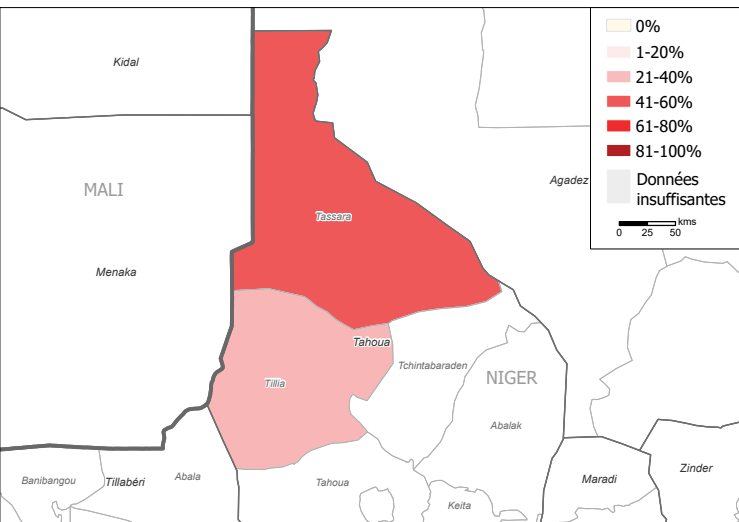 0%
1-20%
21-40%
41-60%
61-80%
81-100%
Données
insuffisantes
kms
0 25 50
Kidal
MALI
Agadez
Tassara
Menaka
Tahoua
Tchintabaraden
NIGER
Tillia
Abalak
Banibangou
Tillabéri
Abala
Tahoua
Keita
Maradi
Zinder